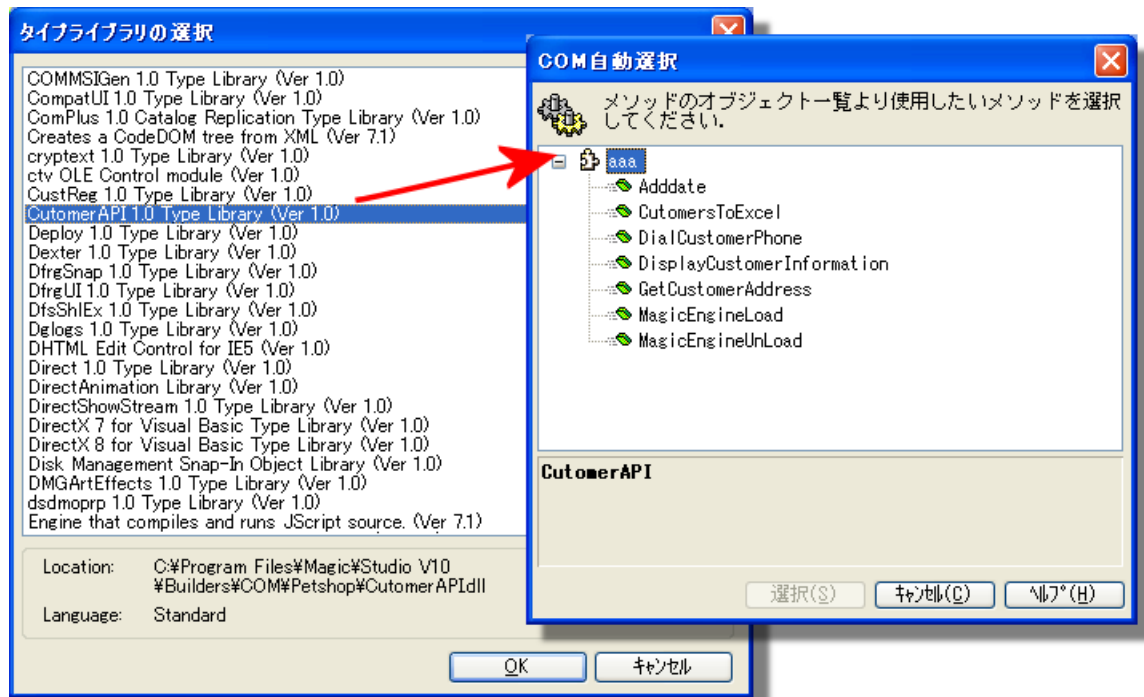 タイプライブラリの選択
COMMSIGen 1.0 Type Library (Ver 1.0)
CompatUI 1.0 Type Library (Ver 1.0)
ComPlus 1.0 Catalog Replication Type Library (Ver 1.0)
Creates a CodeDOM tree from XML (Ver 7.1)
cryptext 1.0 Type Library (Ver 1.0)
ctv OLE Control module (Ver 1.0)
CustReg 1.0 Type Library (Ver 1.0)
CutomerAPI 1.0 Type Library (Ver 1.0)
Deploy 1.0 Type Library (Ver 1.0)
Dexter 1.0 Type Library (Ver 1.0)
DfrgSnap 1.0 Type Library (Ver 1.0)
DfrgUI 1.0 Type Library (Ver 1.0)
DfsShlEx 1.0 Type Library (Ver 1.0)
Dglogs 1.0 Type Library (Ver 1.0)
DHTML Edit Control for IE5 (Ver 1.0)
Direct 1.0 Type Library (Ver 1.0)
DirectAnimation Library (Ver 1.0)
DirectShowStream 1.0 Type Library (Ver 1.0)
DirectX 7 for Visual Basic Type Library (Ver 1.0)
DirectX 8 for Visual Basic Type Library (Ver 1.0)
Disk Management Snap-In Object Library (Ver 1.0)
DMGArtEffects 1.0 Type Library (Ver 1.0)
dsdmoprp 1.0 Type Library (Ver 1.0)
Engine that compiles and runs JScript source. (Ver 7.1)
Location: C:¥Program Files¥Magic¥Studio V10
¥Builders¥COM¥Petshop¥CutomerAPIdll
Language: Standard
OK キャンセル
COM自動選択
メソッドのオブジェクト一覧より使用したいメソッドを選択
してください.
aaa
Adddate
CutomersToExcel
DialCustomerPhone
DisplayCustomerInformation
GetCustomerAddress
MagicEngineLoad
MagicEngineUnLoad
CutomerAPI
選択(S) ｷｬﾝｾﾙ(C) ﾍﾙﾌﾟ(H)